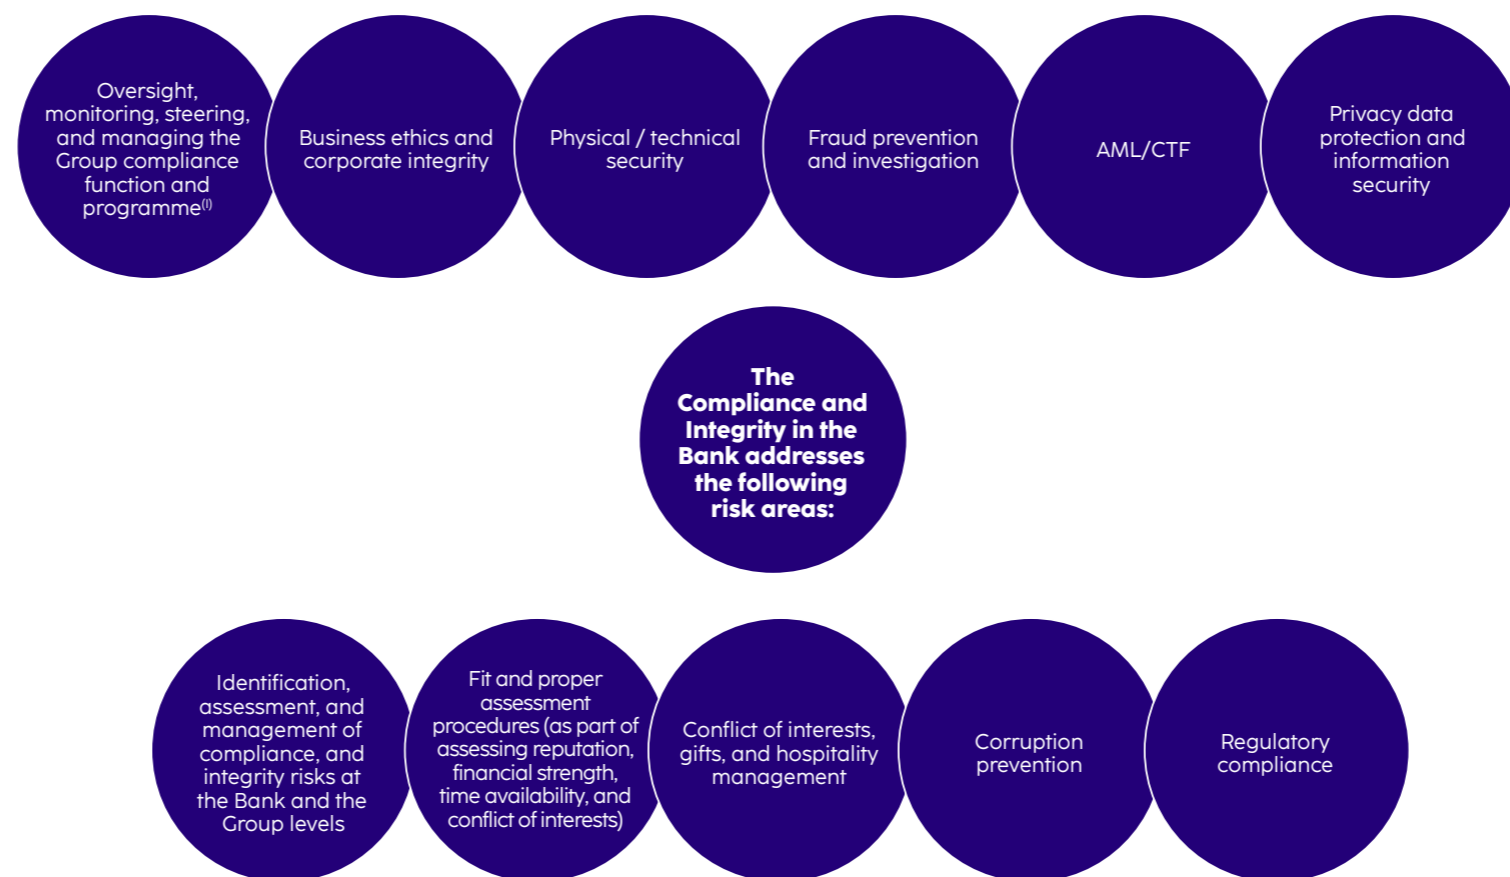 Oversight,
monitoring, steering,
and managing the
Group compliance
function and
programme(I)
Business ethics and
corporate integrity
Physical / technical
security
Fraud prevention
and investigation
AML/CTF
Privacy data
protection and
information
security
The
Compliance and
Integrity in the
Bank addresses
the following
risk areas:
Identification,
assessment, and
management of
compliance, and
integrity risks at
the Bank and the
Group levels
Fit and proper
assessment
procedures (as part of
assessing reputation,
financial strength,
time availability, and
conflict of interests)
Conflict of interests,
gifts, and hospitality
management
Corruption
prevention
Regulatory
compliance